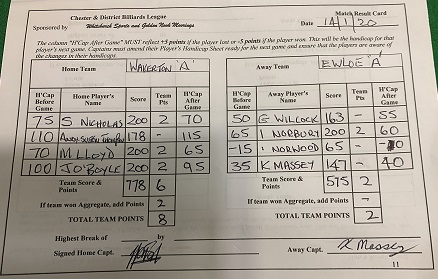 Chester & District Billiards League
Match Result Card
Sponsored by Whitchurch Sports and Golden Nook Moorings
Date 14/1/20
The column "H'Cap After Game" MUST reflect +5 points if the player lost or -5 points if the player won. This will be the handicap for that
player's next game. Captains must amend their Player's Handicap Sheet ready for the next game and ensure that the players are aware of
the changes in their handicaps.
Home Team WAVERTON 'A' Away Team EWLOE 'A'
H'Cap Before Game Home Player's Name Score Team Pts H'Cap After Game H'Cap Before Game Away Player's Name Score Team Pts H'Cap After Game
75 S NICHOLAS 200 2 70 50 G WILCOCK 163 - 55
110 178 - 115 65 I NORBURY 200 2 60
70 M LLOYD 200 2 65 -15 I NORWOOD 65 - 10
100 J O'BOYLE 200 2 95 35 K MASSEY 147 - 40
Team Score & Points 778 6 Team Score & Points 575 2
If team won Aggregate, add Points 2 If team won Aggregate, add Points -
TOTAL TEAM POINTS 8 TOTAL TEAM POINTS 2
Highest Break of by
Signed Home Capt. Away Capt. K Massey
11